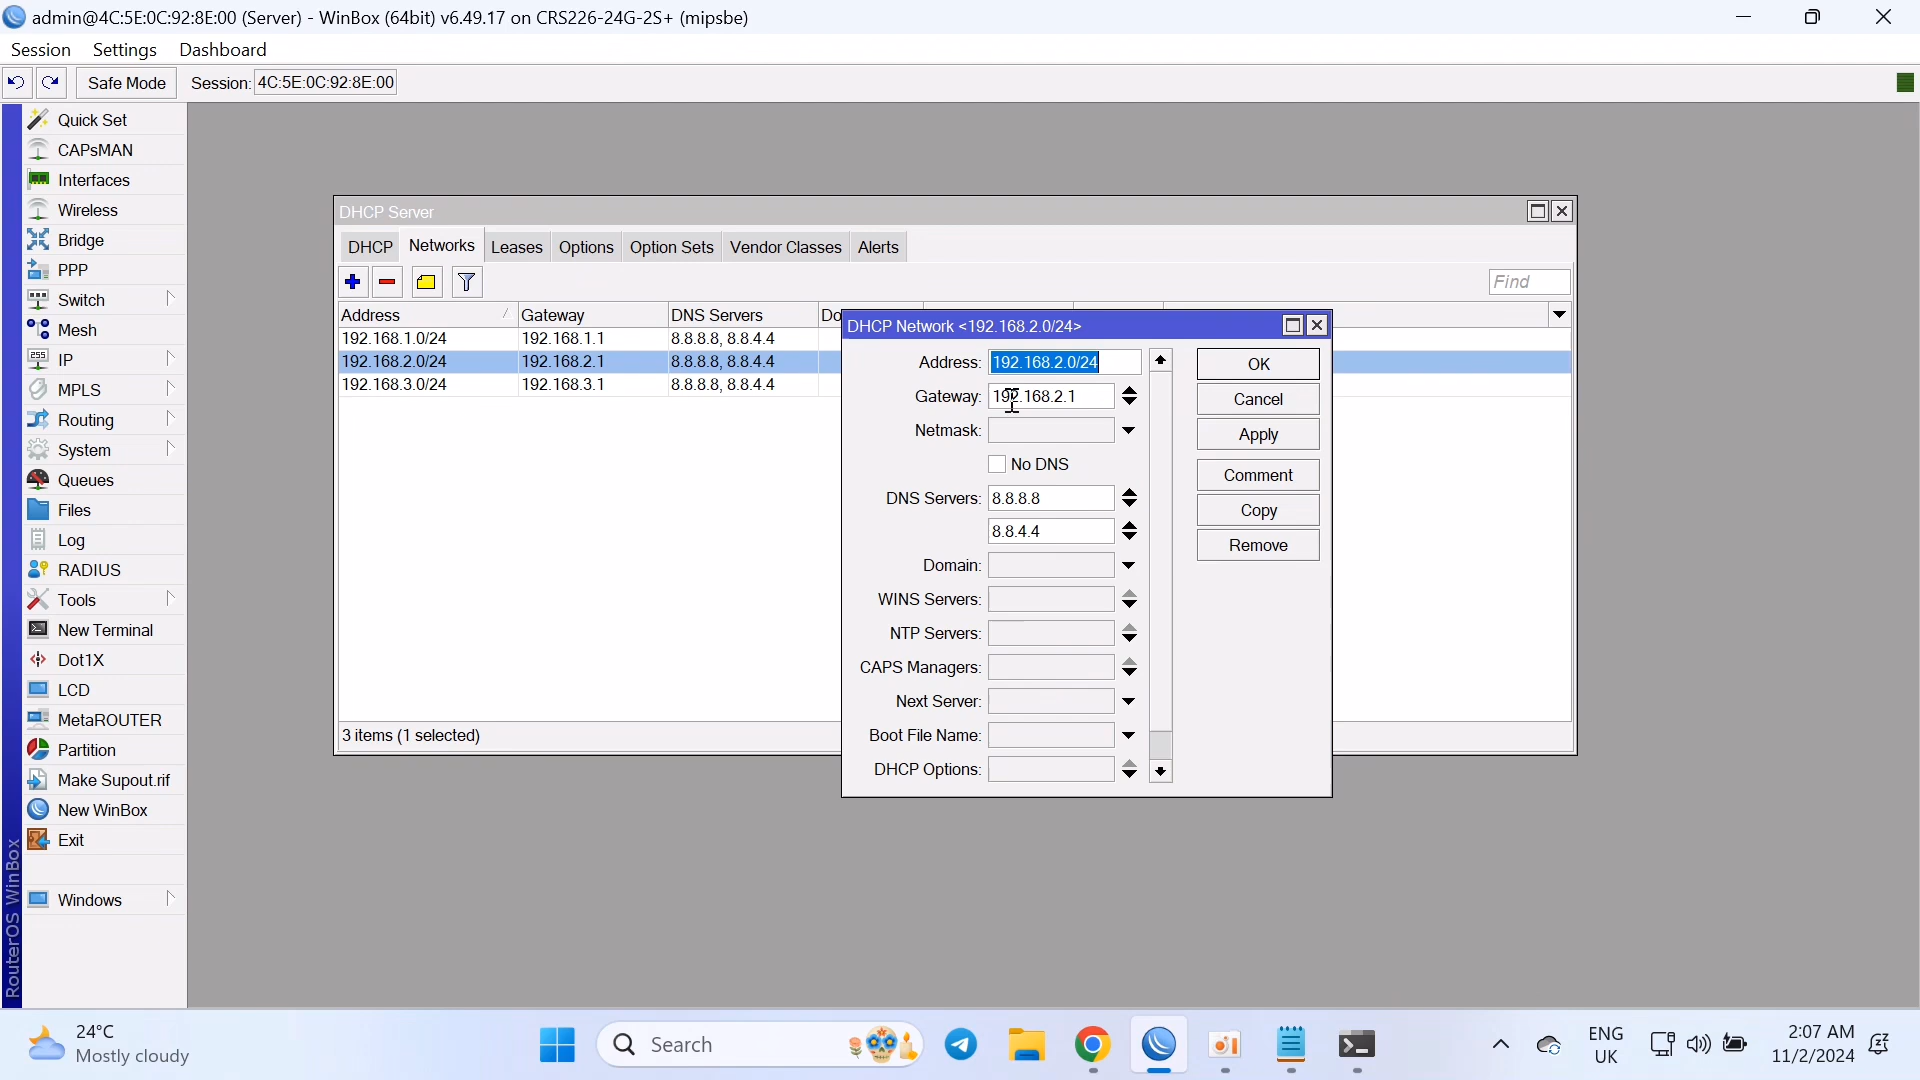 admin@4C:5E:0C:92:8E:00 (Server) - WinBox (64bit) v6.49.17 on CRS226-24G-2S+ (mipsbe)
Session Settings Dashboard
Safe Mode Session: 4C:5E:0C:92:8E:00
Quick Set
CAPsMAN
Interfaces
Wireless
Bridge
PPP
Switch
Mesh
IP
MPLS
Routing
System
Queues
Files
Log
RADIUS
Tools
New Terminal
Dot1X
LCD
MetaROUTER
Partition
Make Supout.rif
New WinBox
Exit
Windows
RouterOS WinBox
DHCP Server
DHCP Networks Leases Options Option Sets Vendor Classes Alerts
Find
Address Gateway DNS Servers Do
192.168.1.0/24 192.168.1.1 8.8.8.8, 8.8.4.4
192.168.2.0/24 192.168.2.1 8.8.8.8, 8.8.4.4
192.168.3.0/24 192.168.3.1 8.8.8.8, 8.8.4.4
3 items (1 selected)
DHCP Network <192.168.2.0/24>
Address: 192.168.2.0/24
Gateway: 192.168.2.1
Netmask:
No DNS
DNS Servers: 8.8.8.8
8.8.4.4
Domain:
WINS Servers:
NTP Servers:
CAPS Managers:
Next Server:
Boot File Name:
DHCP Options:
OK
Cancel
Apply
Comment
Copy
Remove
24°C
Mostly cloudy
Search
ENG
UK
2:07 AM
11/2/2024